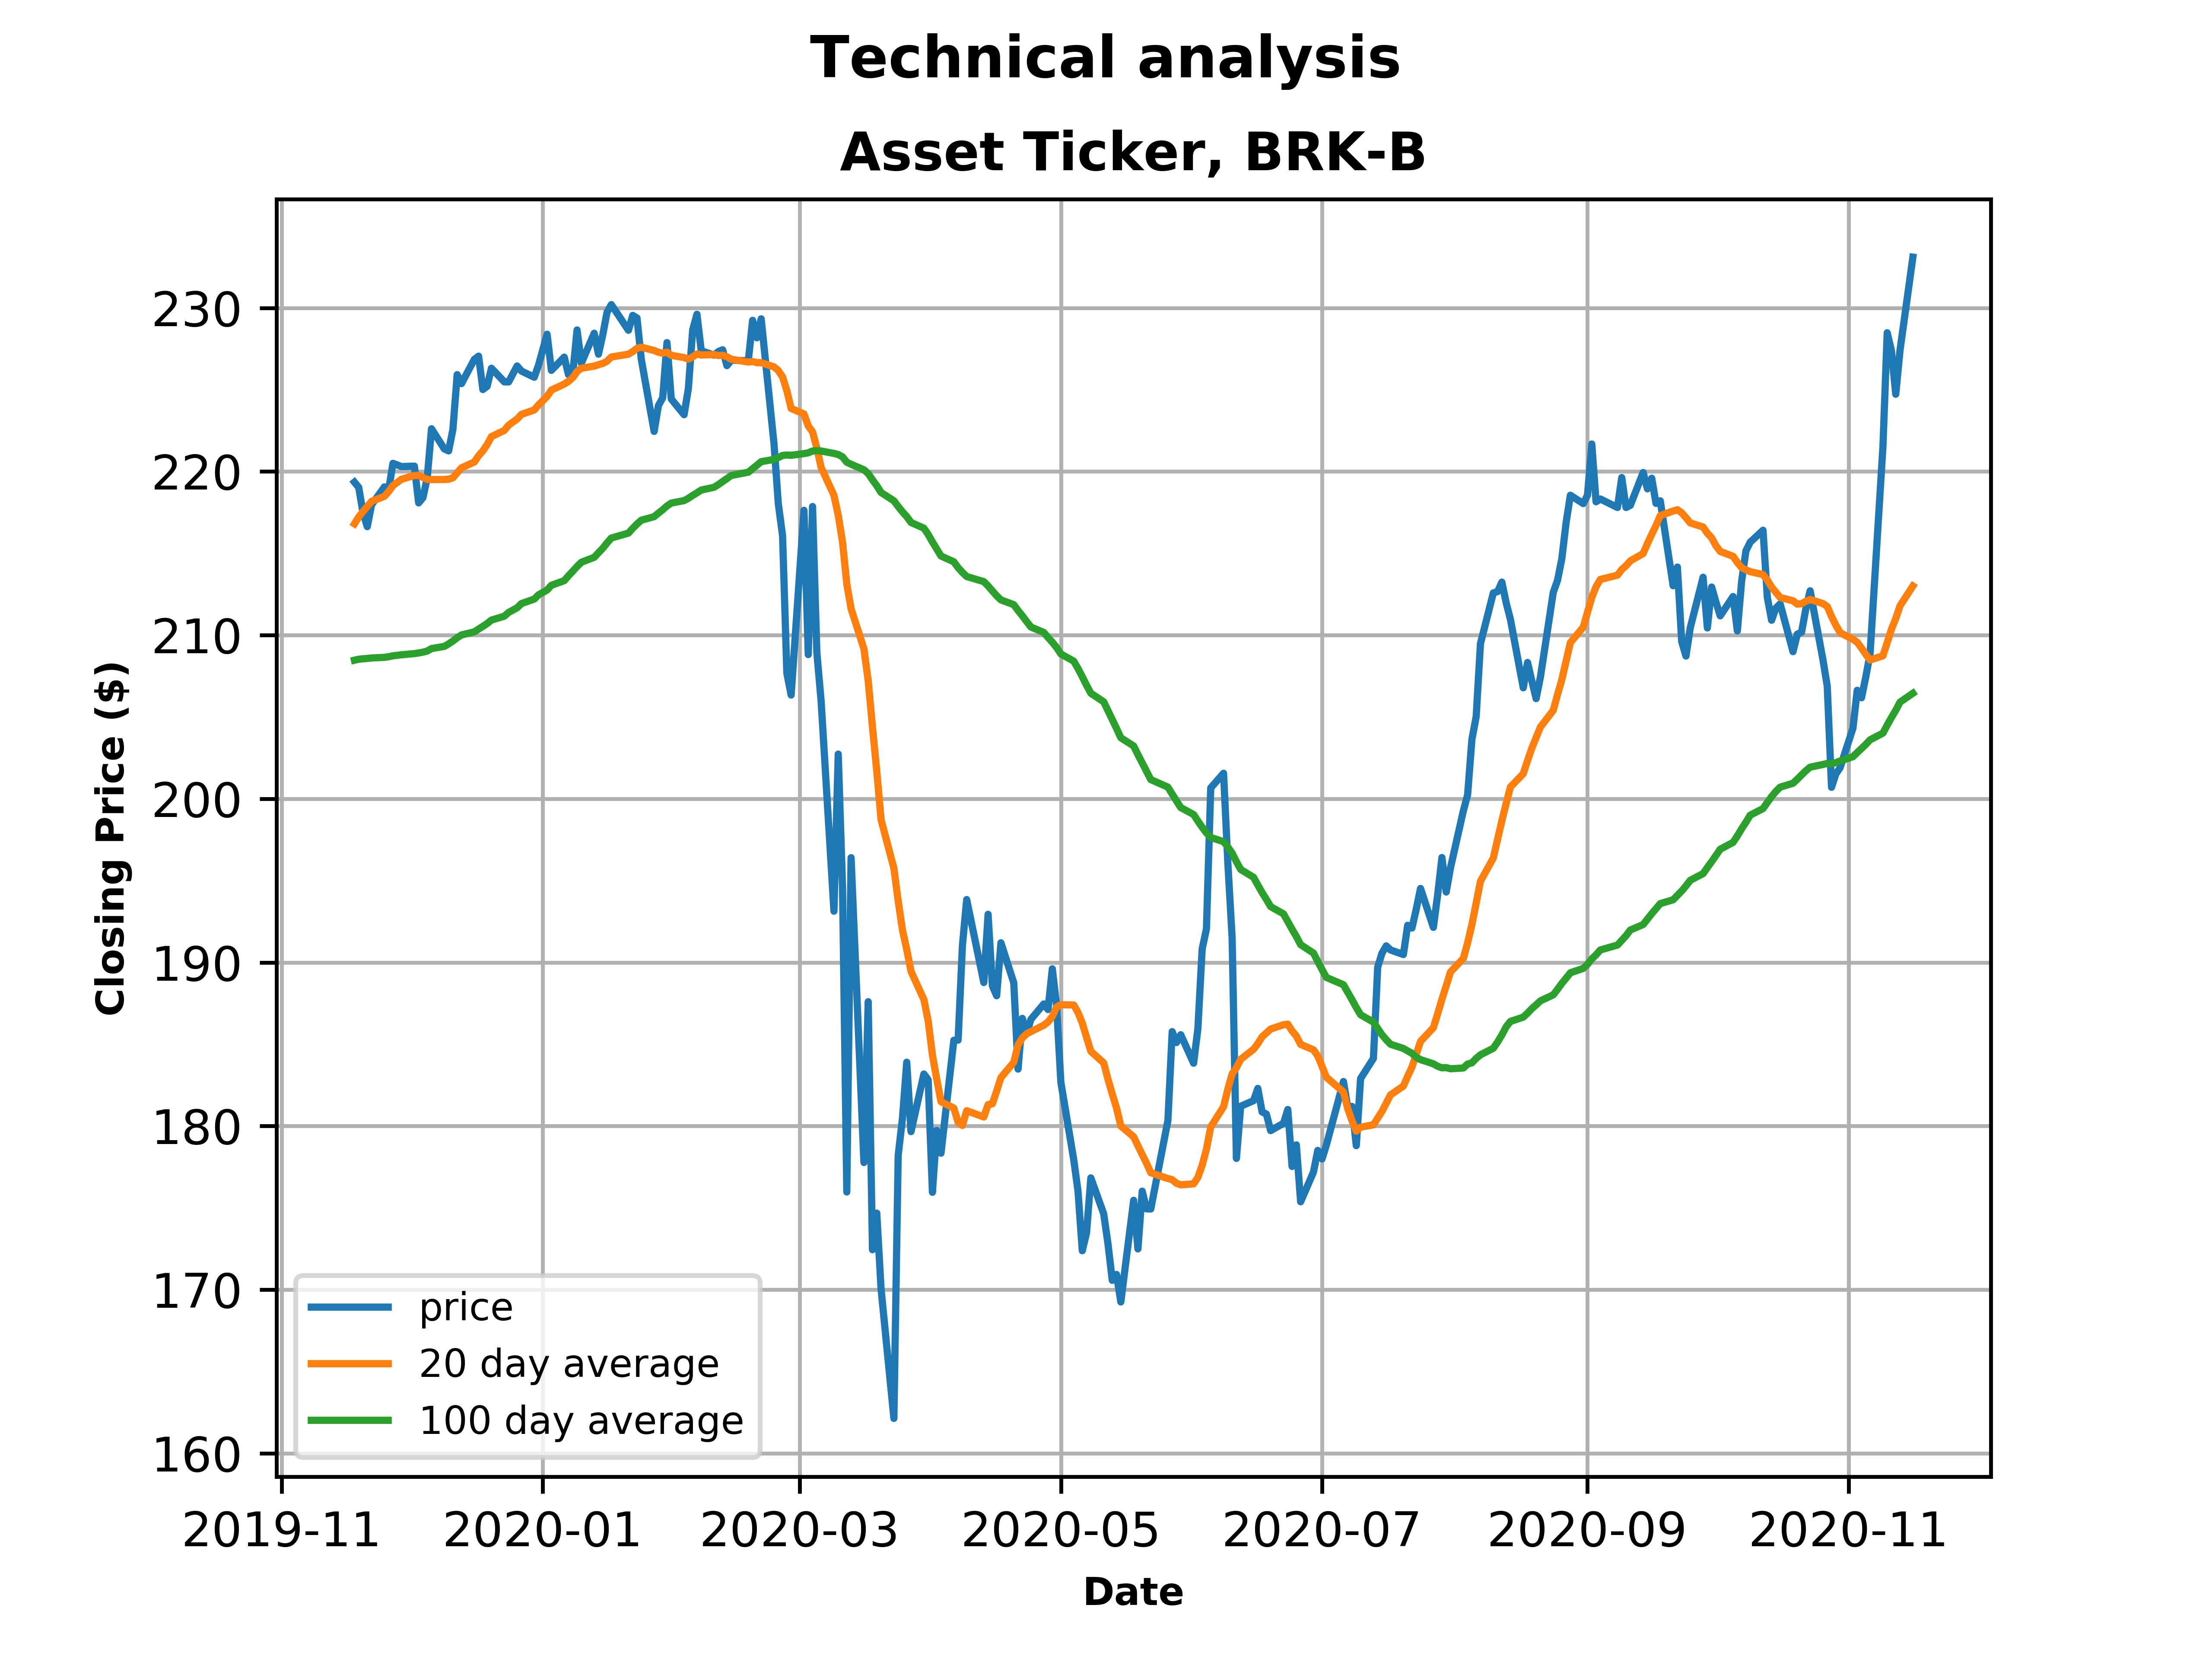 Technical analysis
Asset Ticker, BRK-B
Closing Price ($)
230
220
210
200
190
180
170
160
price
20 day average
100 day average
2019-11 2020-01 2020-03 2020-05 2020-07 2020-09 2020-11
Date